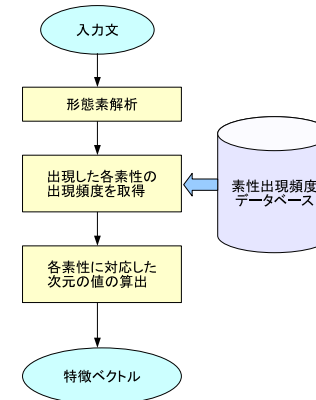 入力文
形態素解析
出現した各素性の
出現頻度を取得
素性出現頻度
データベース
各素性に対応した
次元の値の算出
特徴ベクトル